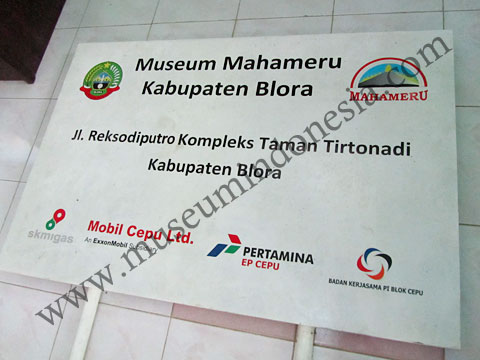 Museum Mahameru
Kabupaten Blora
MAHAMERU
Jl. Reksodiputro Kompleks Taman Tirtonadi
Kabupaten Blora
skmigas
Mobil Cepu Ltd.
An ExxonMobil Subsidiary
PERTAMINA
EP CEPU
BADAN KERJASAMA PI BLOK CEPU
www.museumindonesia.com